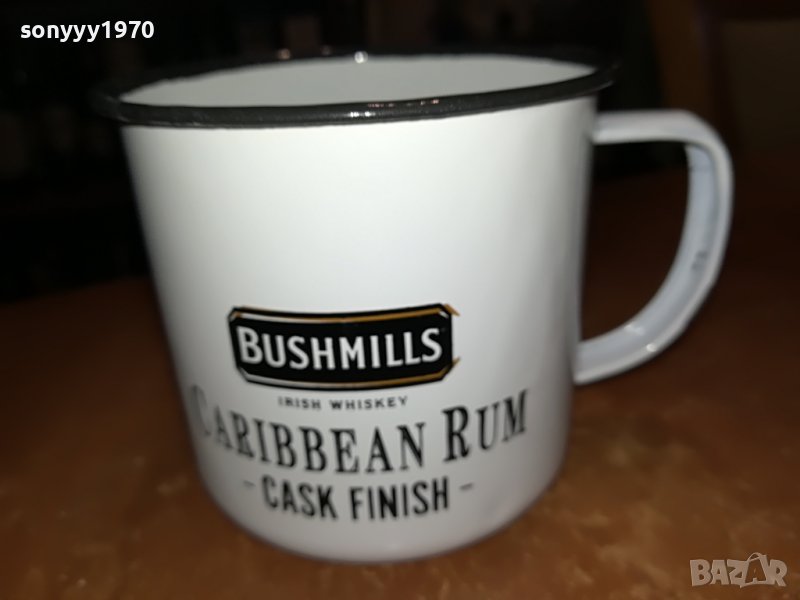 sonyyy1970
BUSHMILLS
IRISH WHISKEY
CARIBBEAN RUM
- CASK FINISH -
BAZAR